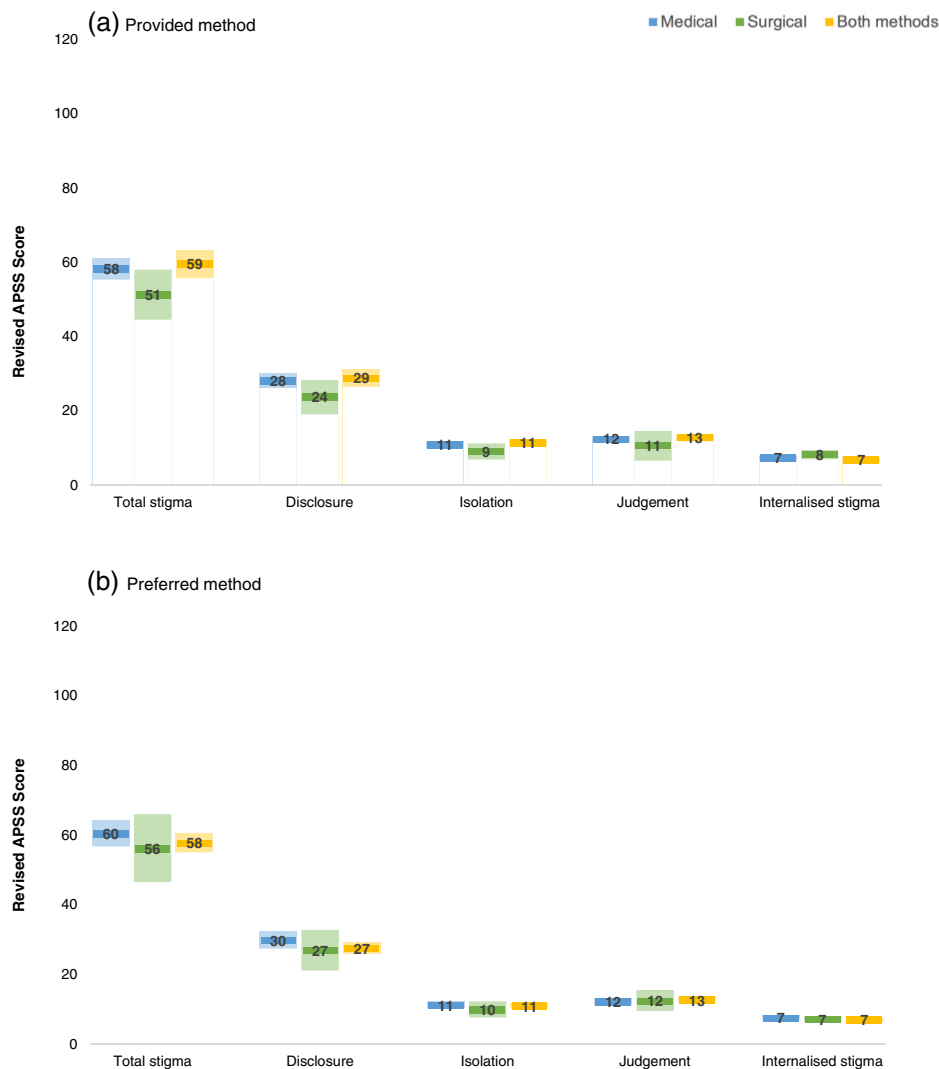 (a) Provided method
Medical Surgical Both methods
120
100
80
60
40
20
0
Revised APSS Score
58 51 59
28 24 29
11 9 11
12 11 13
7 8 7
Total stigma Disclosure Isolation Judgement Internalised stigma
(b) Preferred method
120
100
80
60
40
20
0
Revised APSS Score
60 56 58
30 27 27
11 10 11
12 12 13
7 7 7
Total stigma Disclosure Isolation Judgement Internalised stigma